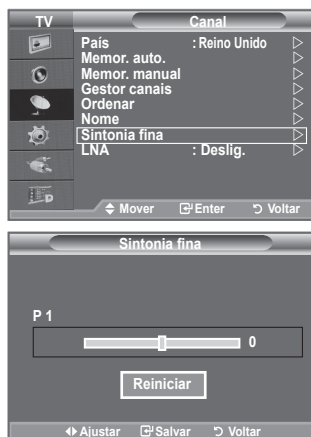 TV Canal
País : Reino Unido
Memor. auto.
Memor. manual
Gestor canais
Ordenar
Nome
Sintonia fina
LNA : Deslig.
Mover Enter Voltar
Sintonia fina
P 1
0
Reiniciar
Ajustar Salvar Voltar